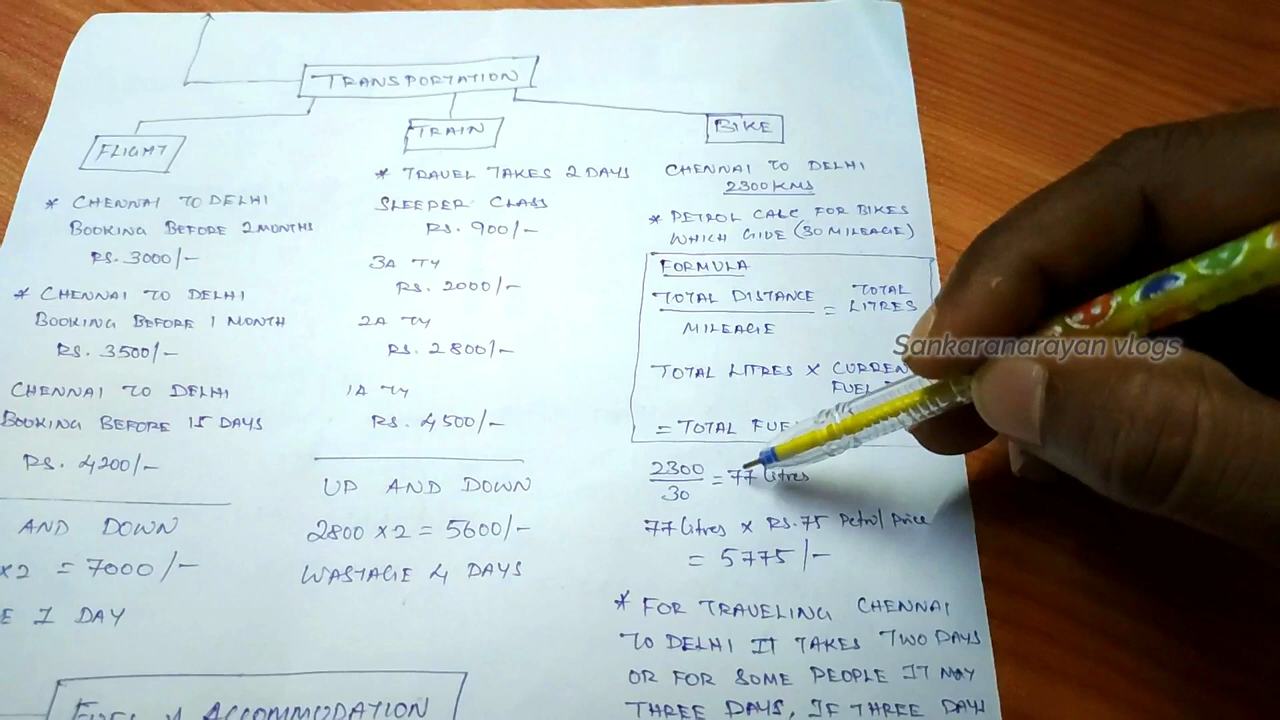 TRANSPORTATION
FLIGHT
* CHENNAI TO DELHI
BOOKING BEFORE 2 MONTHS
RS. 3000/-
* CHENNAI TO DELHI
BOOKING BEFORE 1 MONTH
RS. 3500/-
CHENNAI TO DELHI
BOOKING BEFORE 15 DAYS
RS. 4200/-
AND DOWN
×2 = 7000/-
E 1 DAY
TRAIN
* TRAVEL TAKES 2 DAYS
SLEEPER CLASS
RS. 900/-
3A TY
RS. 2000/-
2A TY
RS. 2800/-
1A TY
RS. 4500/-
UP AND DOWN
2800 × 2 = 5600/-
WASTAGE 4 DAYS
BIKE
CHENNAI TO DELHI
2300 KMS
* PETROL CALC FOR BIKES
WHICH GIVE (30 MILEAGE)
FORMULA
TOTAL DISTANCE / MILEAGE = TOTAL LITRES
TOTAL LITRES × CURREN
FUEL
= TOTAL FUE
2300 / 30 = 77 Litres
77 Litres × RS. 75 Petrol Price
= 5775/-
* FOR TRAVELING CHENNAI
TO DELHI IT TAKES TWO DAYS
OR FOR SOME PEOPLE IT MAY
THREE DAYS, IF THREE DAYS
ACCOMMODATION
Sankaranarayan vlogs